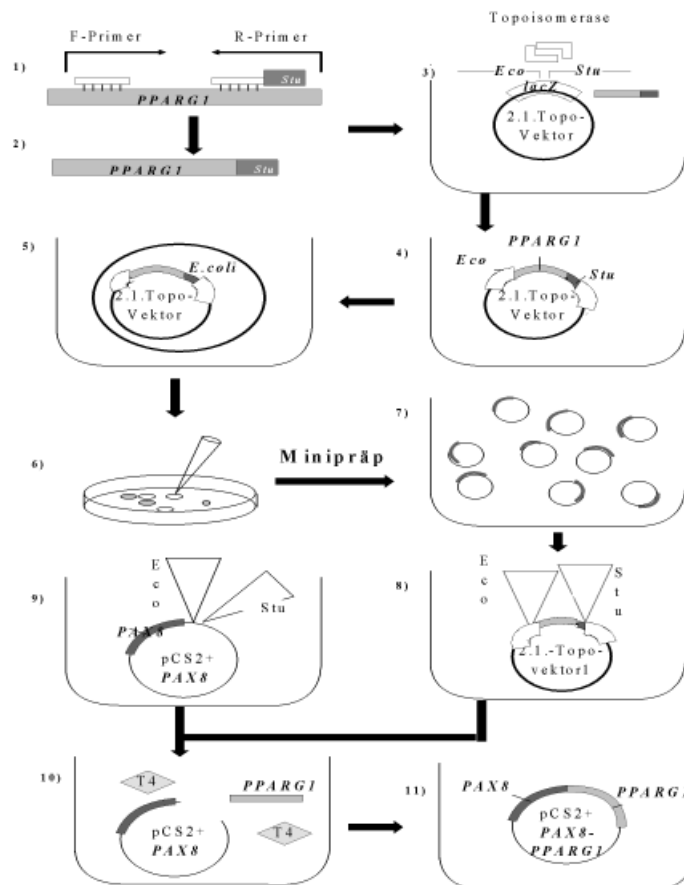 Topoisomerase
F-Primer R-Primer
1)
Stu
PPARG1
2)
PPARG1 Stu
3)
Eco Stu
lacZ
2.1.Topo-
Vektor
4)
PPARG1
Eco
Stu
2.1.Topo-
Vektor
5)
E.coli
2.1.Topo-
Vektor
6)
Minipräp
7)
8)
Eco
Stu
2.1.-Topo-
vektor1
9)
Eco
Stu
PAX8
pCS2+
PAX8
10)
T4
PPARG1
pCS2+
PAX8
T4
11)
PAX8
PPARG1
pCS2+
PAX8-
PPARG1